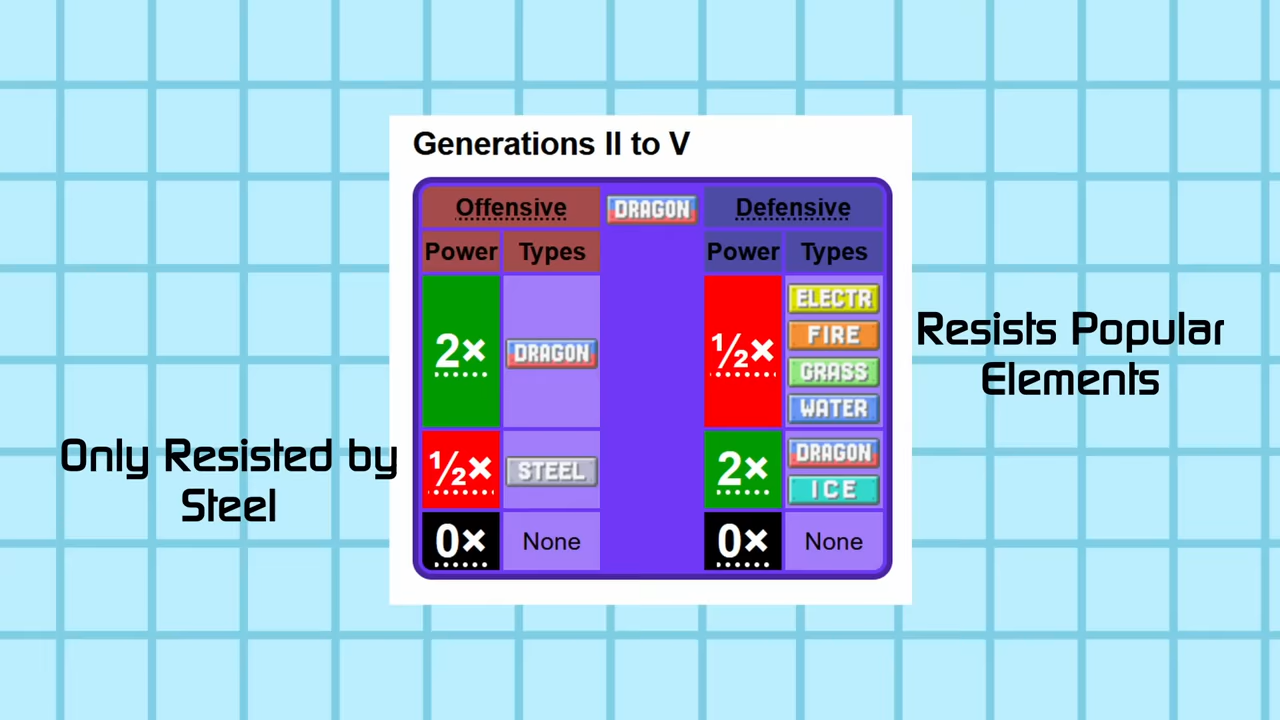 Generations II to V
Offensive
DRAGON
Defensive
Power
Types
Power
Types
2×
DRAGON
½×
ELECTR
FIRE
GRASS
WATER
Resists Popular
Elements
Only Resisted by
Steel
½×
STEEL
2×
DRAGON
ICE
0×
None
0×
None